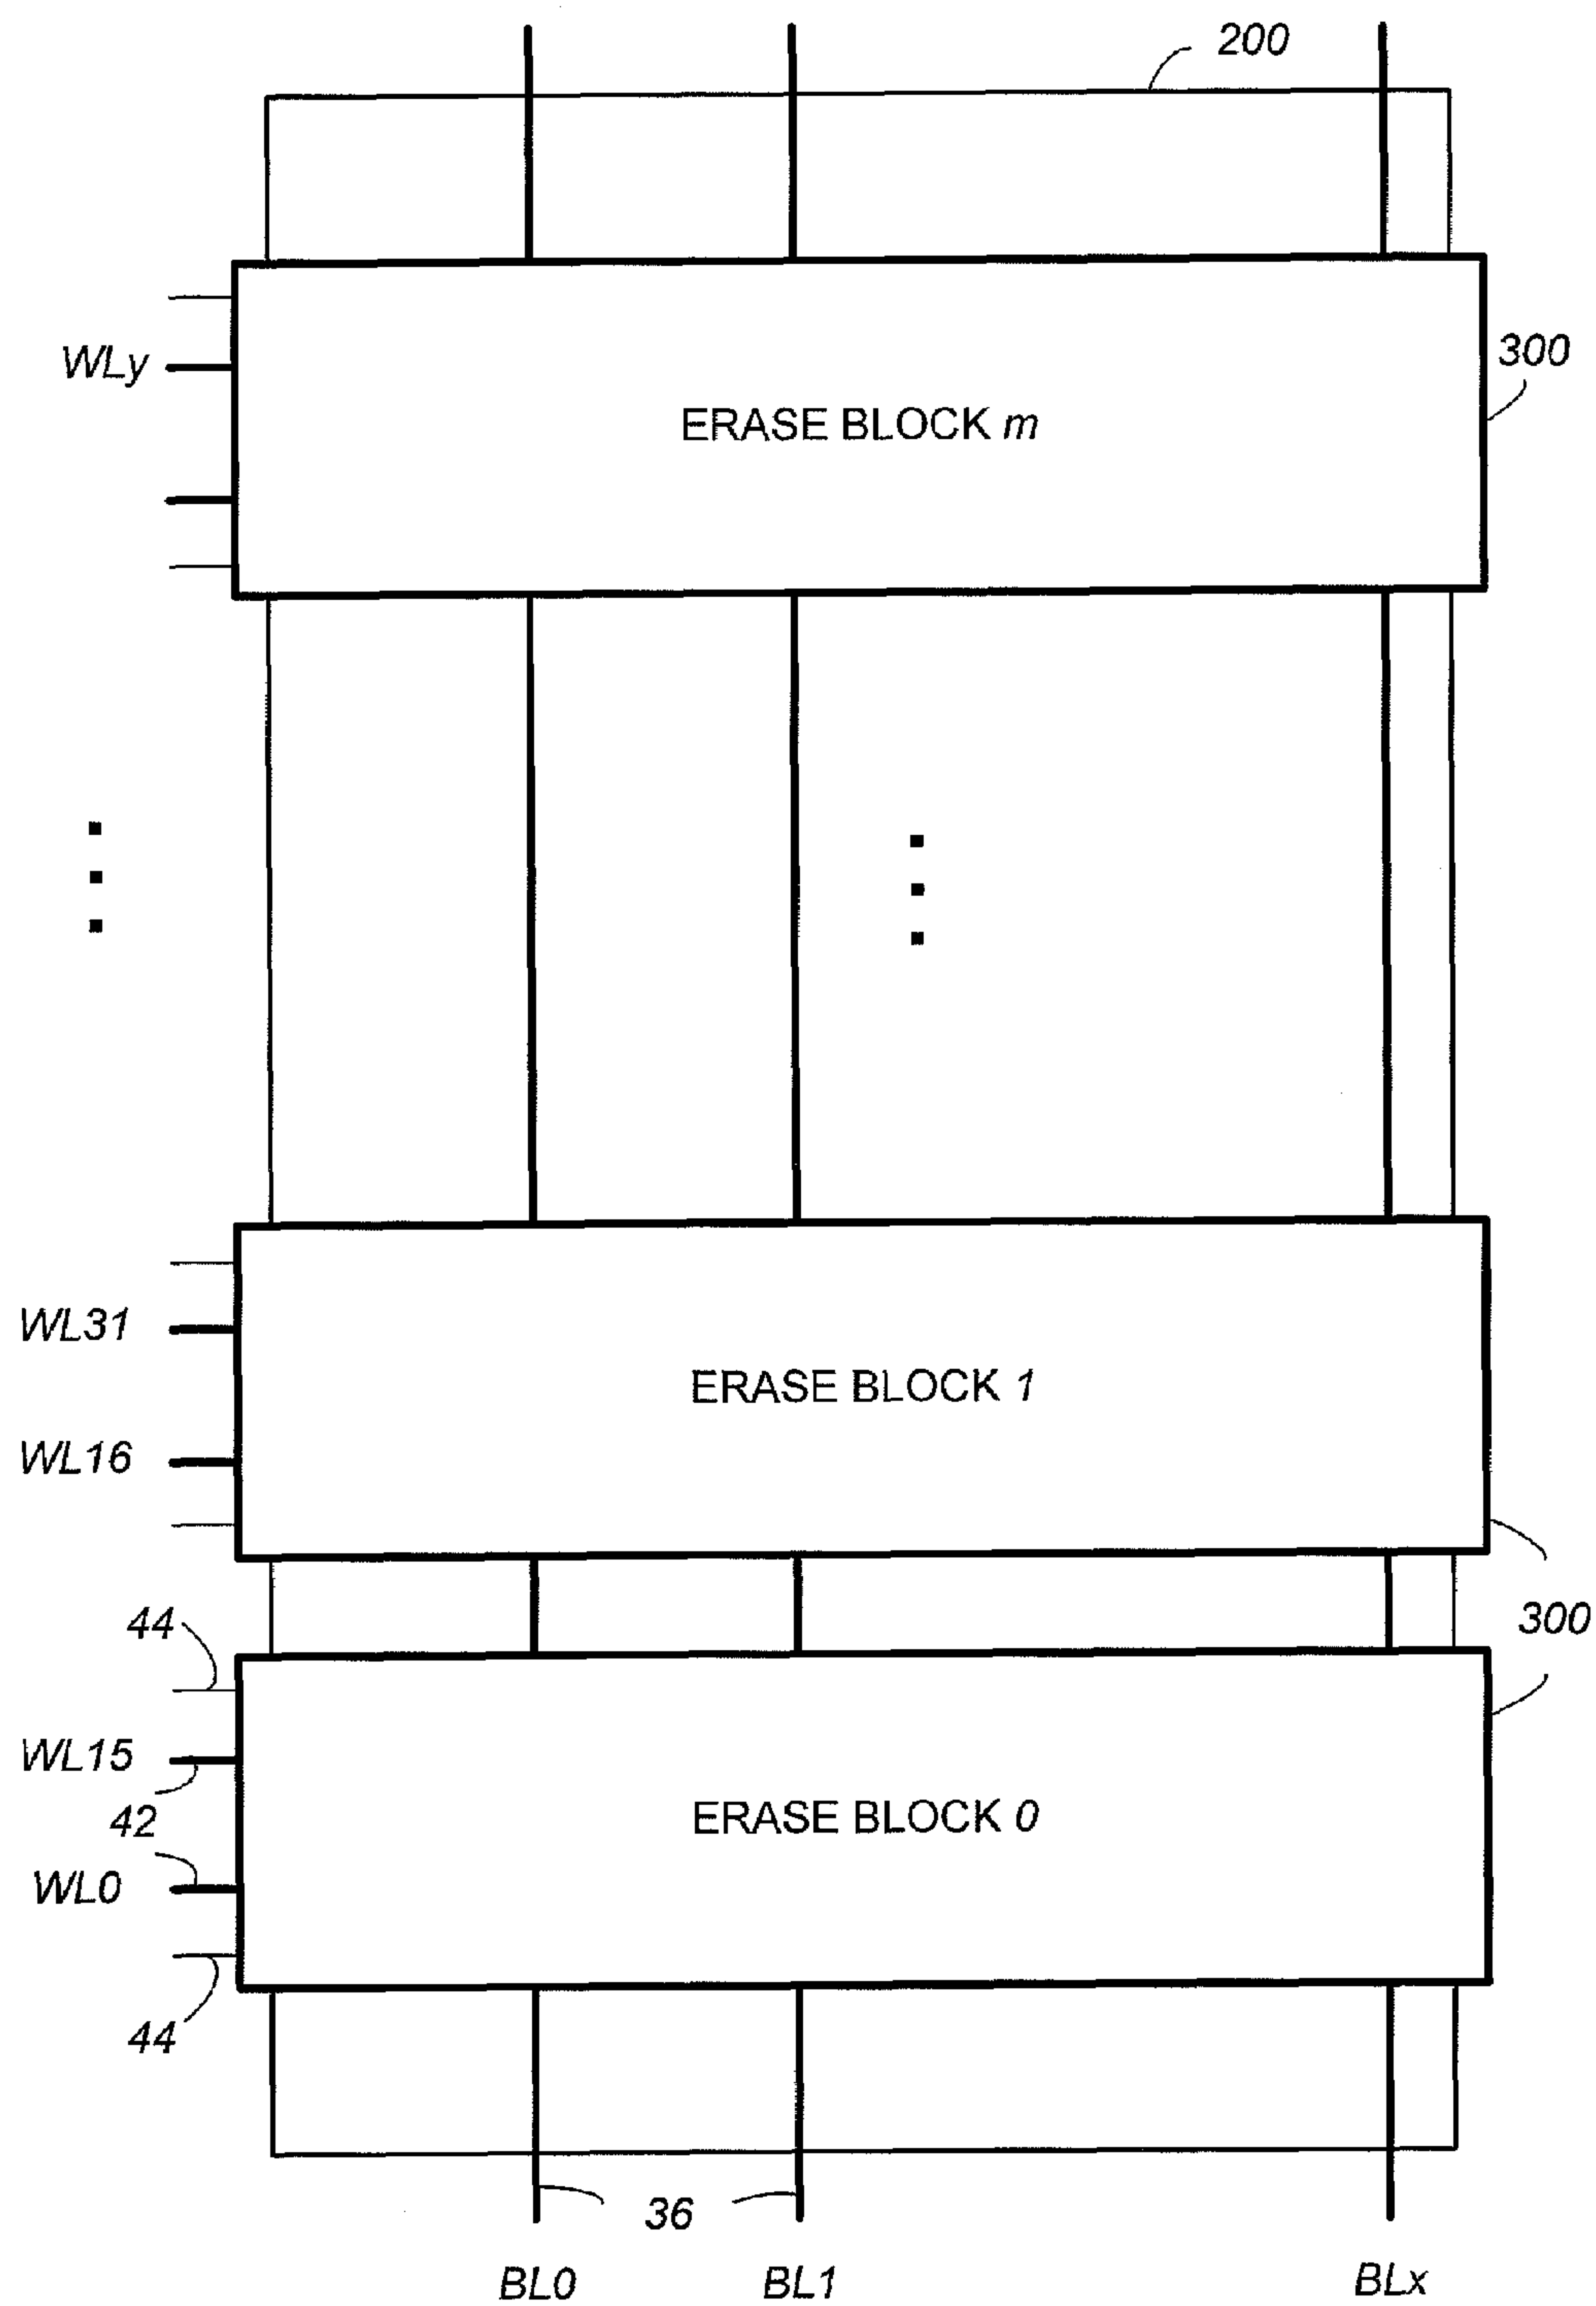 200
WLy
300
ERASE BLOCK m
WL31
ERASE BLOCK 1
WL16
44
300
WL15
42
ERASE BLOCK 0
WL0
44
36
BL0 BL1 BLx